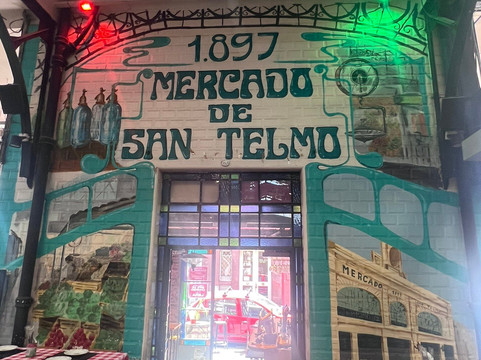 1.897
MERCADO
DE
SAN TELMO
MERCADO